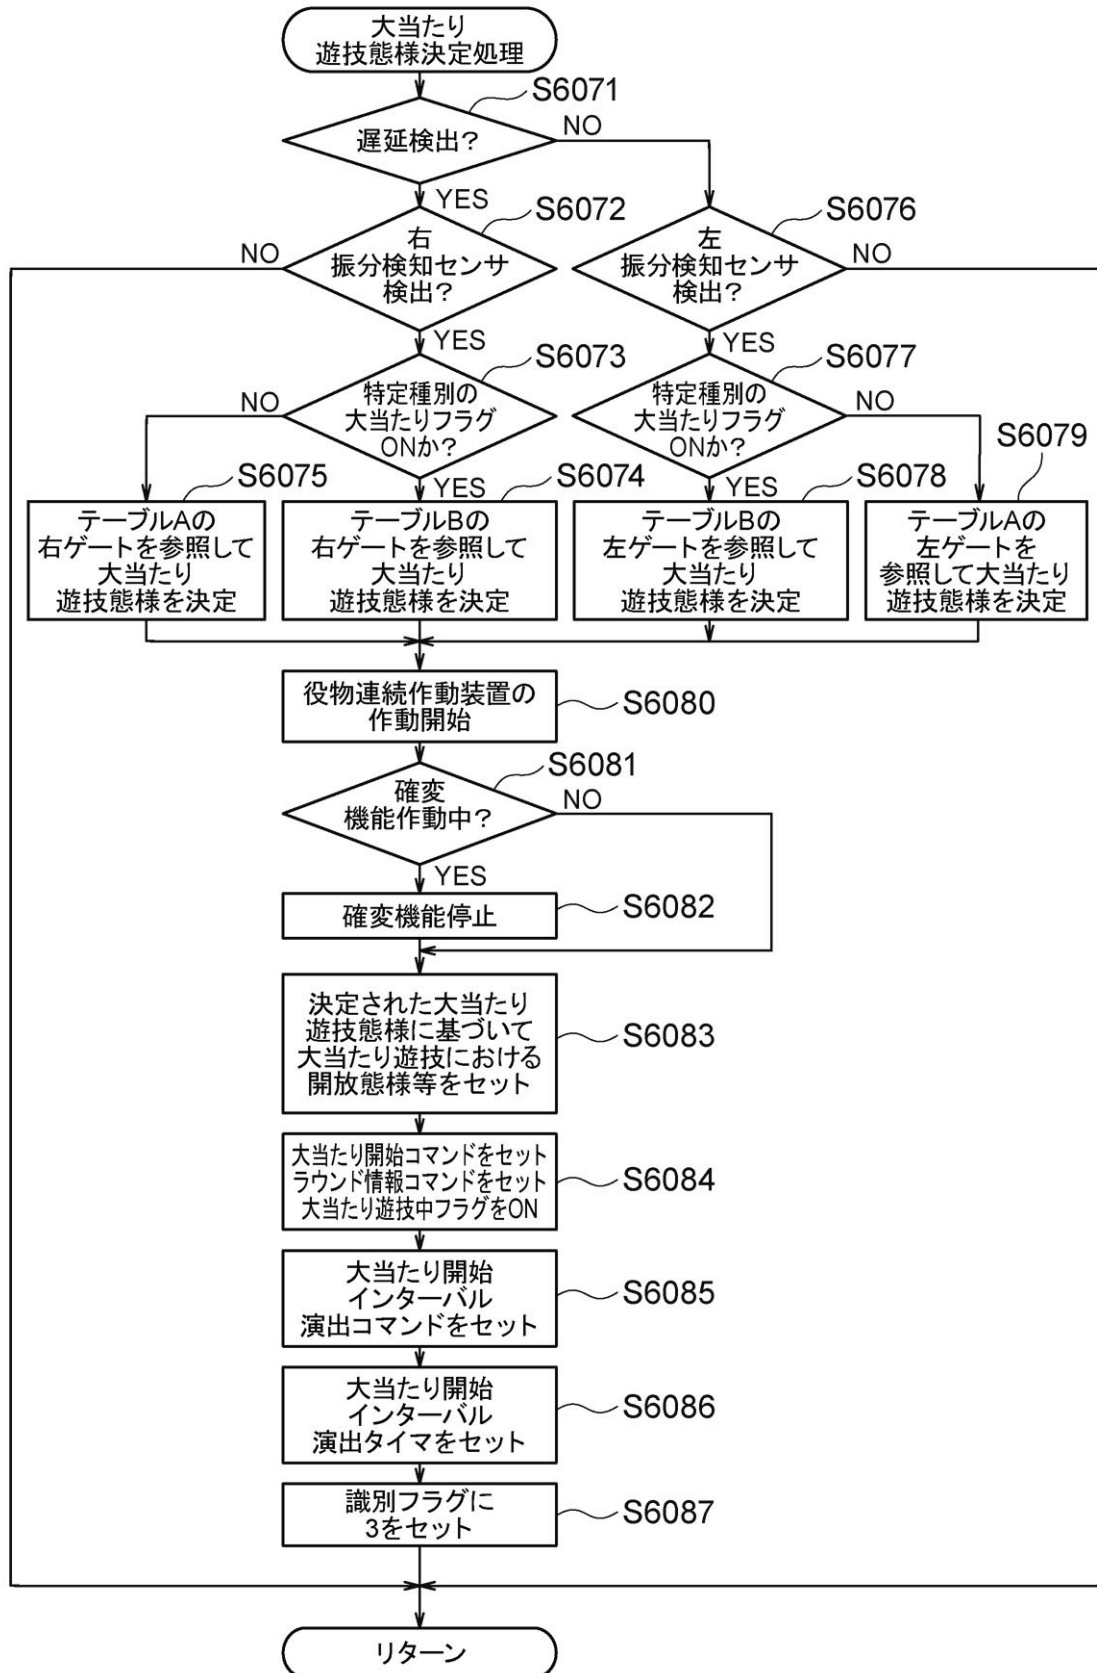 大当たり
遊技態様決定処理
S6071
遅延検出？
NO
YES
S6072
NO
右
振分検知センサ
検出？
YES
S6076
左
振分検知センサ
検出？
NO
YES
S6073
NO
特定種別の
大当たりフラグ
ONか？
YES
S6077
特定種別の
大当たりフラグ
ONか？
NO
YES
S6075
テーブルAの
右ゲートを参照して
大当たり
遊技態様を決定
S6074
テーブルBの
右ゲートを参照して
大当たり
遊技態様を決定
S6078
テーブルBの
左ゲートを参照して
大当たり
遊技態様を決定
S6079
テーブルAの
左ゲートを
参照して大当たり
遊技態様を決定
役物連続作動装置の
作動開始
S6080
S6081
確変
機能作動中？
NO
YES
確変機能停止
S6082
決定された大当たり
遊技態様に基づいて
大当たり遊技における
開放態様等をセット
S6083
大当たり開始コマンドをセット
ラウンド情報コマンドをセット
大当たり遊技中フラグをON
S6084
大当たり開始
インターバル
演出コマンドをセット
S6085
大当たり開始
インターバル
演出タイマをセット
S6086
識別フラグに
3をセット
S6087
リターン